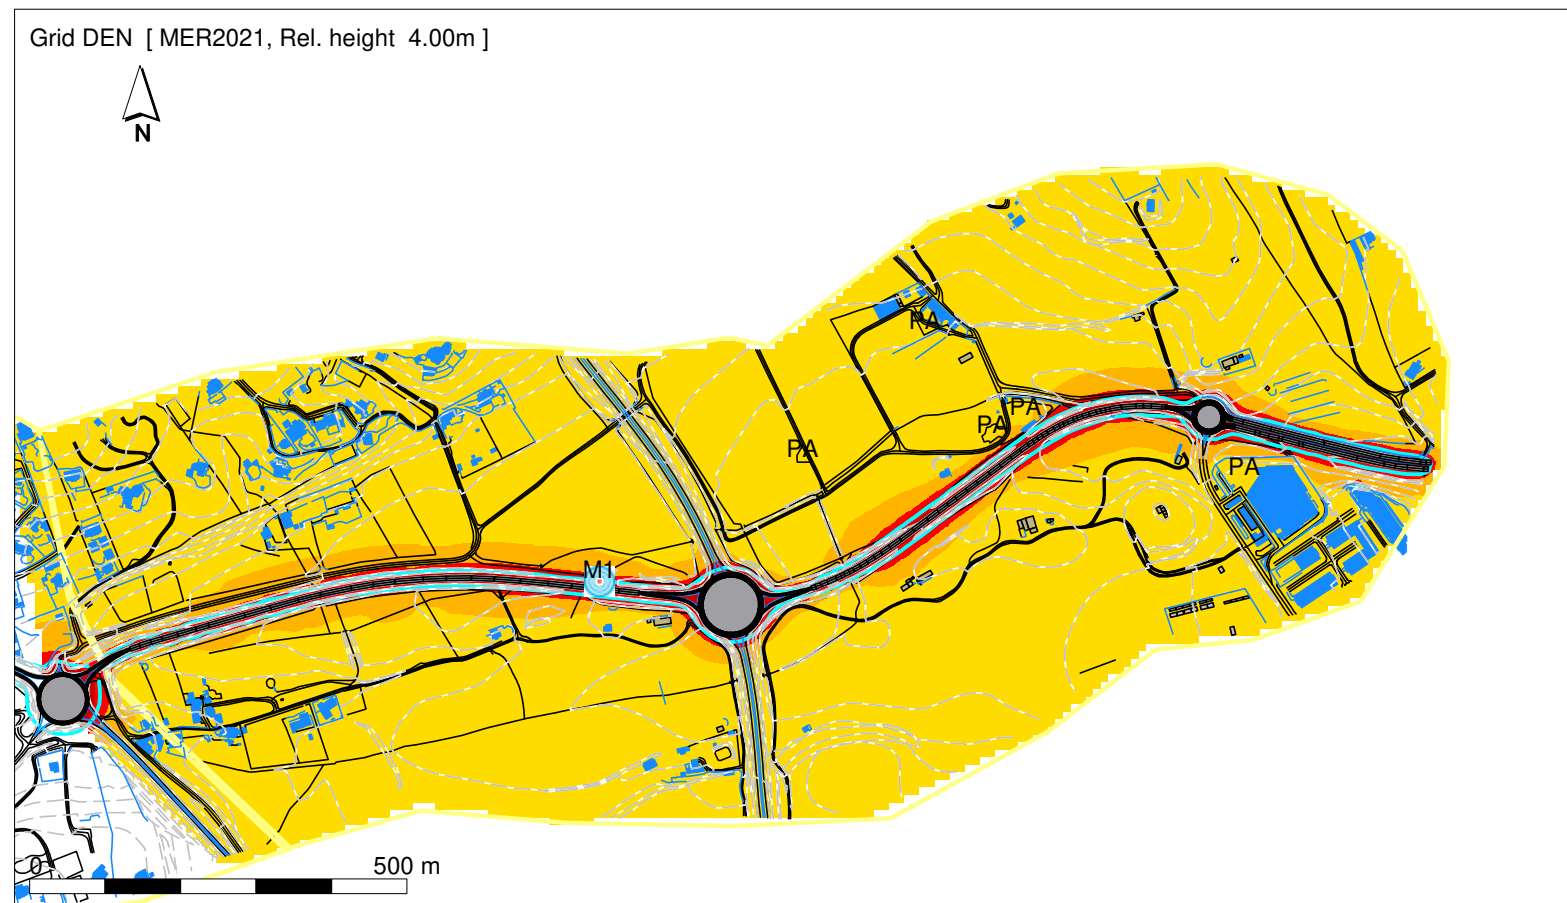 Grid DEN [ MER2021, Rel. height 4.00m ]
N
PA
PA
PA
PA
PA
M1
0 500 m